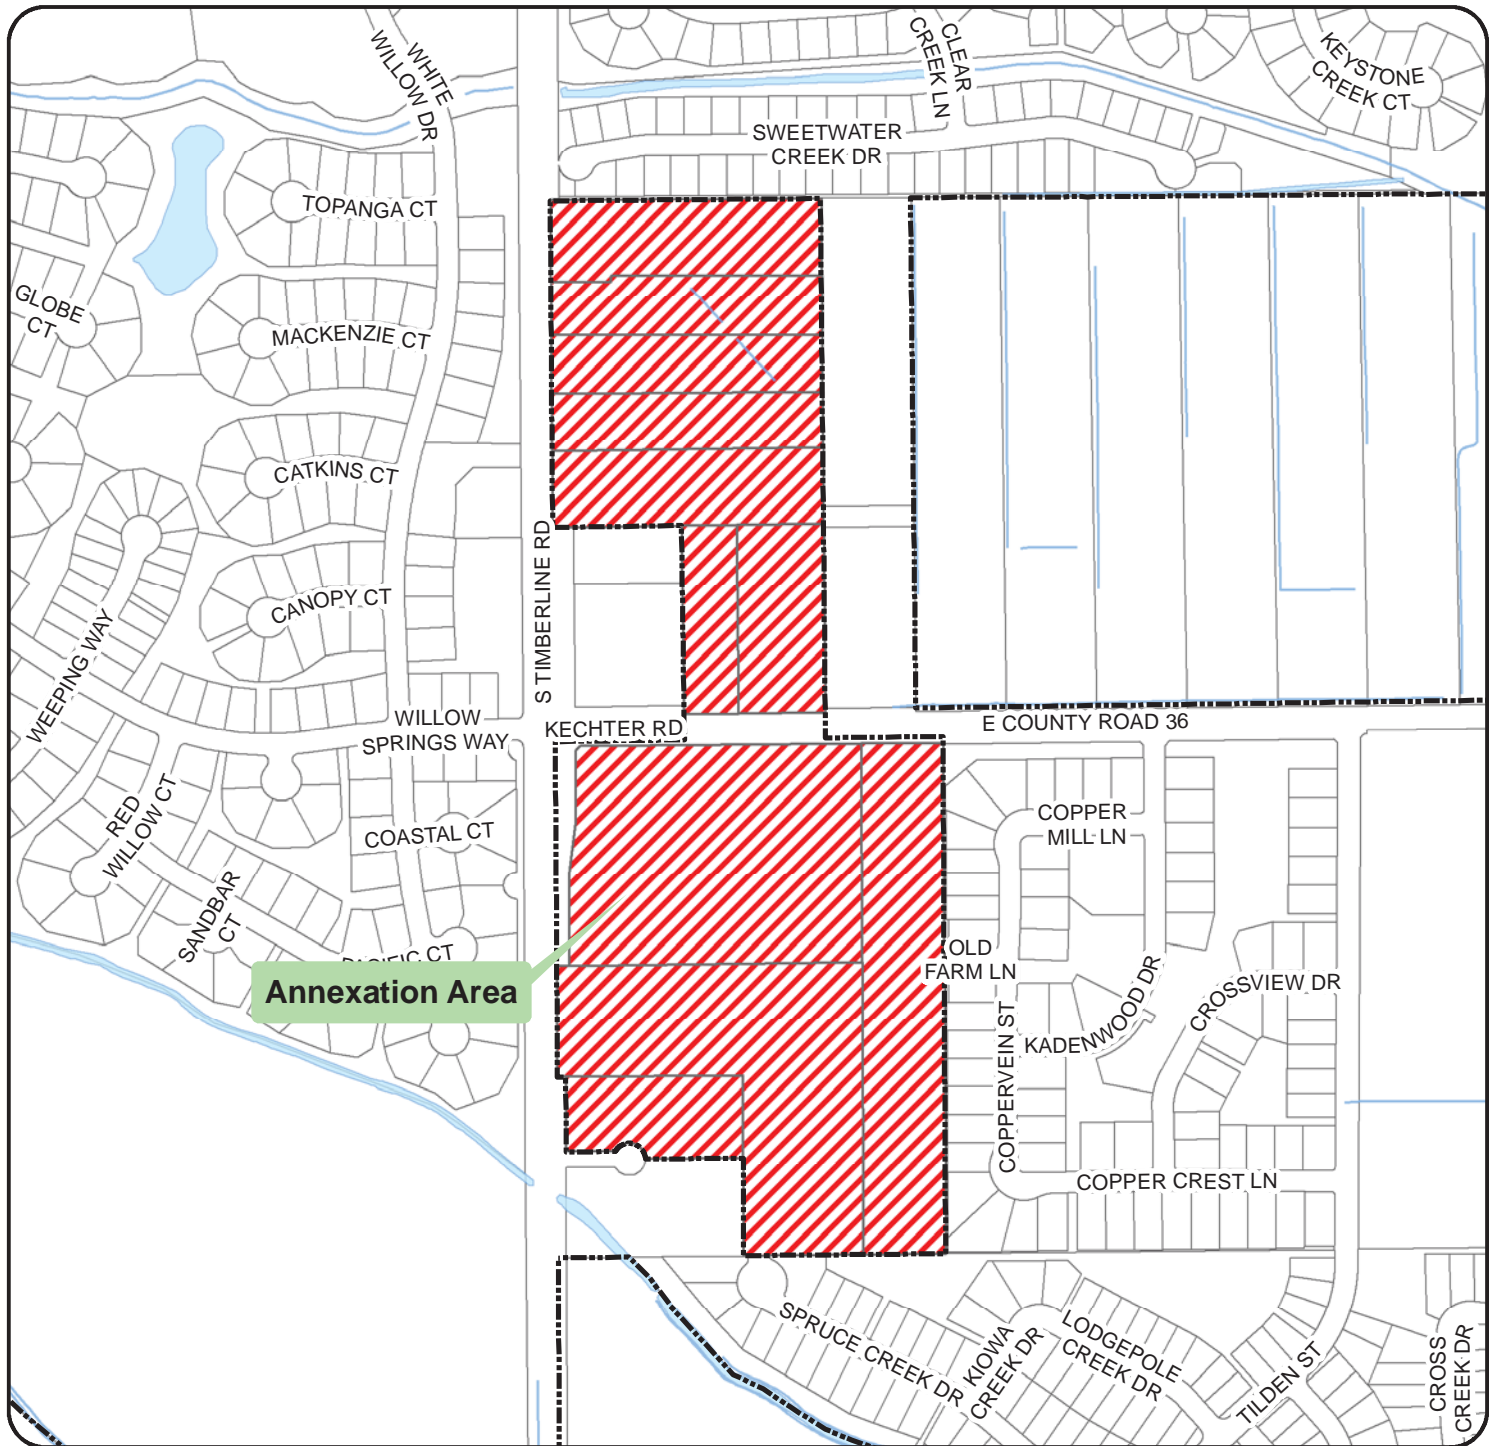 WHITE
WILLOW DR
CLEAR
CREEK LN
KEYSTONE
CREEK CT
SWEETWATER
CREEK DR
TOPANGA CT
GLOBE
CT
MACKENZIE CT
CATKINS CT
S TIMBERLINE RD
CANOPY CT
WEEPING WAY
WILLOW
SPRINGS WAY
KECHTER RD
E COUNTY ROAD 36
RED
WILLOW CT
COASTAL CT
COPPER
MILL LN
SANDBAR
CT
PACIFIC CT
OLD
FARM LN
Annexation Area
CROSSVIEW DR
KADENWOOD DR
COPPERVEIN ST
COPPER CREST LN
SPRUCE CREEK DR
KIOWA
CREEK DR
LODGEPOLE
CREEK DR
TILDEN ST
CROSS
CREEK DR